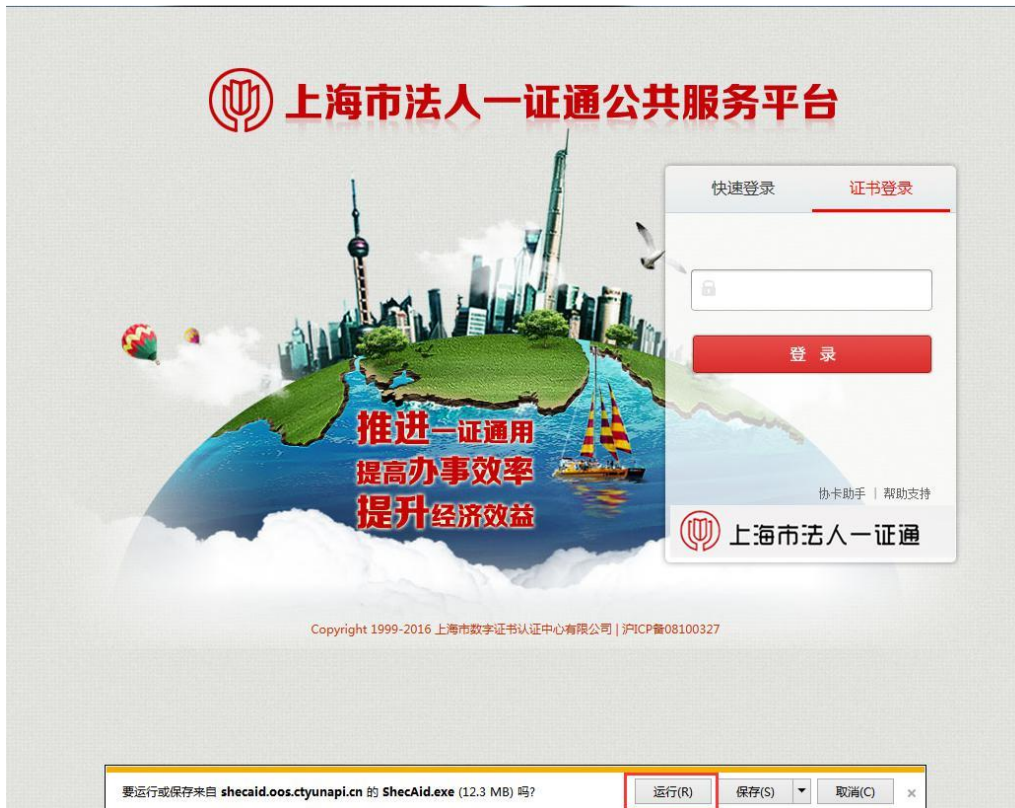 上海市法人一证通公共服务平台
快速登录 证书登录
登 录
推进一证通用
提高办事效率
提升经济效益
协卡助手 | 帮助支持
上海市法人一证通
Copyright 1999-2016 上海市数字证书认证中心有限公司 | 沪ICP备08100327
要运行或保存来自 shecaid.oos.ctyunapi.cn 的 ShecAid.exe (12.3 MB) 吗? 运行(R) 保存(S) 取消(C) ×